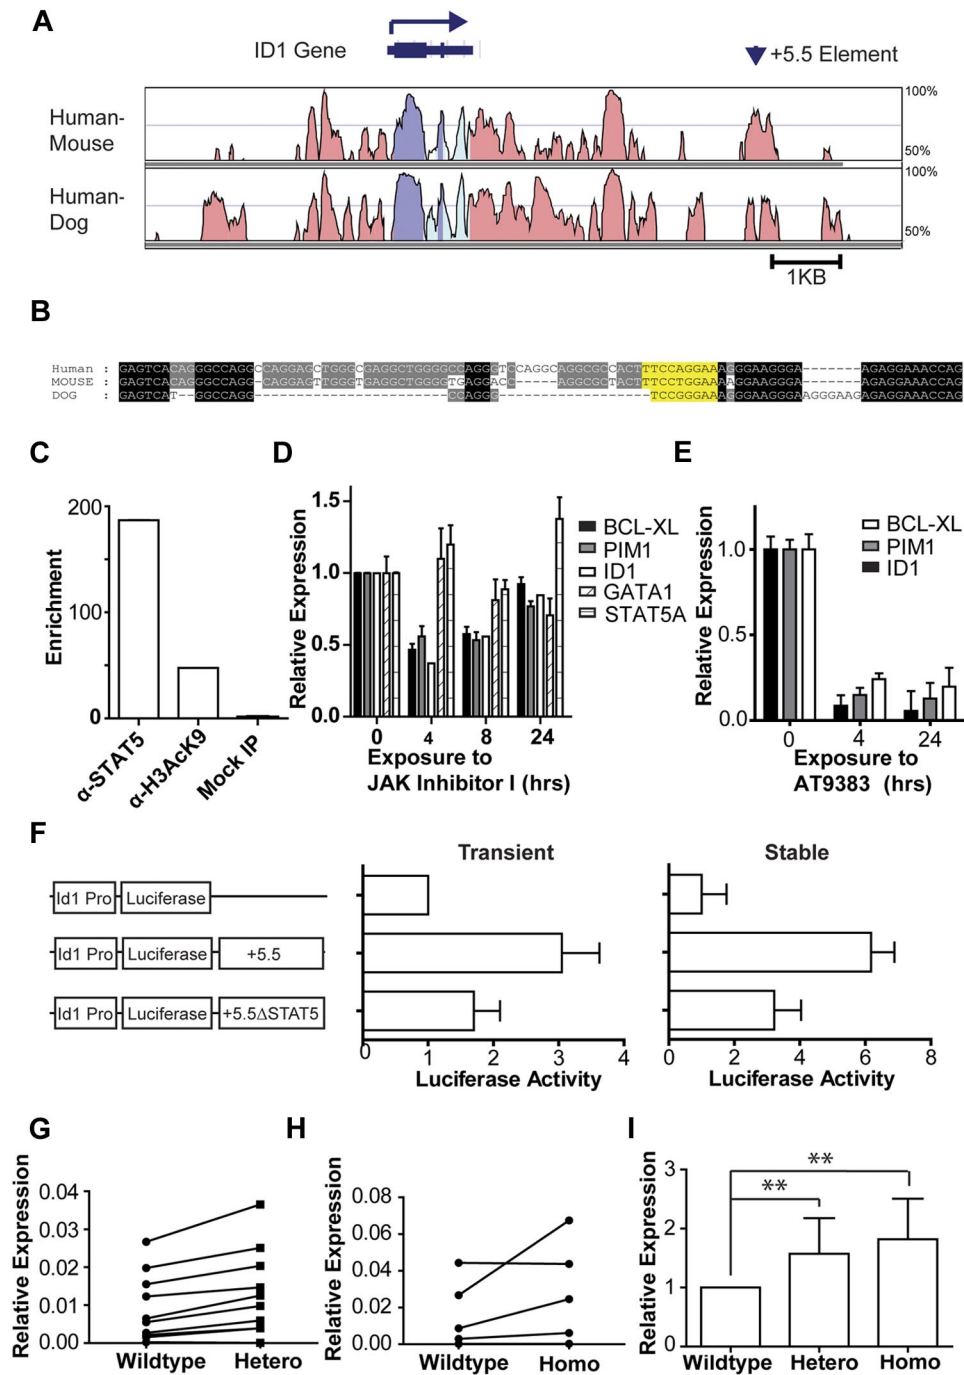 A
ID1 Gene
+5.5 Element
Human-
Mouse
100%
50%
Human-
Dog
100%
50%
1KB
B
Human : GAGTCACAGGGCCAGGCCAGGAGCTGGGCGAGGCTGGGGCAGGGCTCCAGGCAGGCGCCACTTTCCAGGAAAGGGAAGGGA-------AGAGGAAACCAG
MOUSE :
DOG :
C
Enrichment
200
100
0
α-STAT5
α-H3AcK9
Mock IP
D
Relative Expression
1.5
1.0
0.5
0.0
0
4
8
24
Exposure to
JAK Inhibitor I (hrs)
BCL-XL
PIM1
ID1
GATA1
STAT5A
E
Relative Expression
1.0
0.5
0.0
0
4
24
Exposure to
AT9383 (hrs)
BCL-XL
PIM1
ID1
F
Id1 Pro
Luciferase
Id1 Pro
Luciferase
+5.5
Id1 Pro
Luciferase
+5.5ΔSTAT5
Transient
0
1
2
3
4
Luciferase Activity
Stable
0
2
4
6
8
Luciferase Activity
G
Relative Expression
0.04
0.03
0.02
0.01
0.00
Wildtype
Hetero
H
Relative Expression
0.08
0.06
0.04
0.02
0.00
Wildtype
Homo
I
Relative Expression
3
2
1
0
**
**
Wildtype
Hetero
Homo